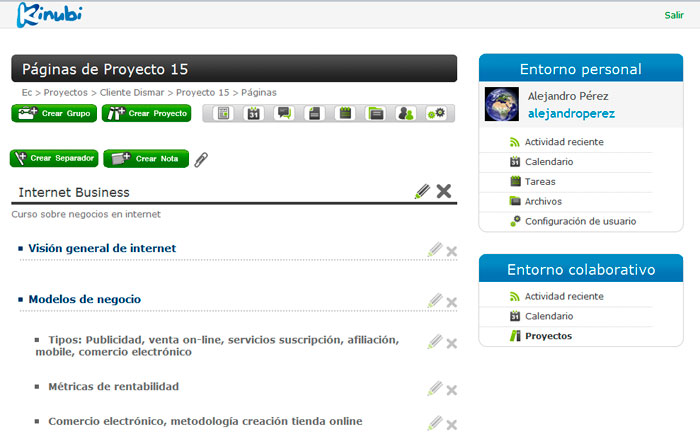 Kinubi
Salir
Páginas de Proyecto 15
Ec > Proyectos > Cliente Dismar > Proyecto 15 > Páginas
Crear Grupo
Crear Proyecto
31
Crear Separador
Crear Nota
Internet Business
Curso sobre negocios en internet
Visión general de internet
Modelos de negocio
Tipos: Publicidad, venta on-line, servicios suscripción, afiliación,
mobile, comercio electrónico
Métricas de rentabilidad
Comercio electrónico, metodología creación tienda online
Entorno personal
Alejandro Pérez
alejandroperez
Actividad reciente
31 Calendario
Tareas
Archivos
Configuración de usuario
Entorno colaborativo
Actividad reciente
31 Calendario
Proyectos